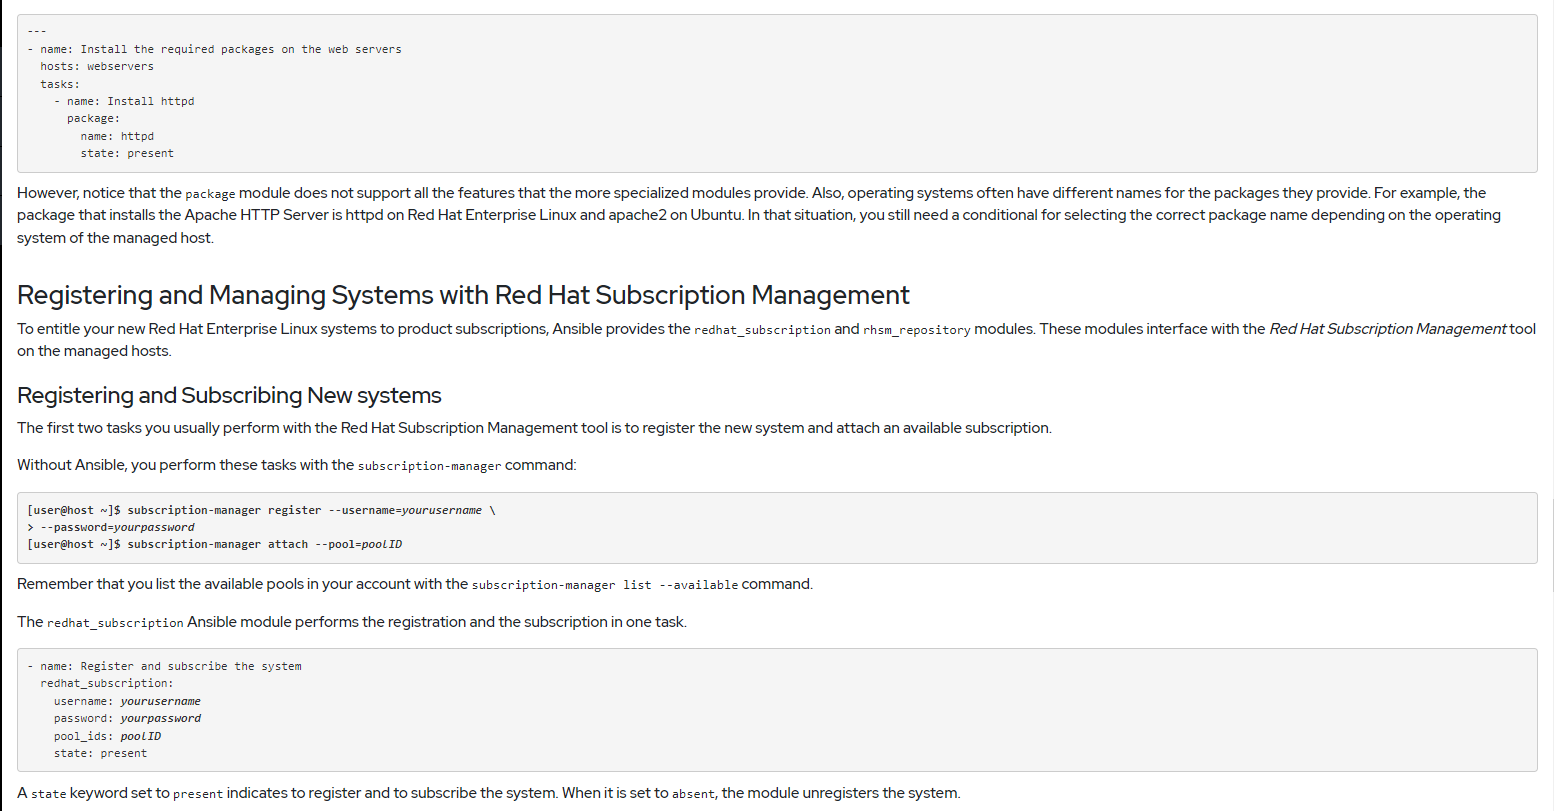 ---
- name: Install the required packages on the web servers
  hosts: webservers
  tasks:
    - name: Install httpd
      package:
        name: httpd
        state: present
However, notice that the package module does not support all the features that the more specialized modules provide. Also, operating systems often have different names for the packages they provide. For example, the
package that installs the Apache HTTP Server is httpd on Red Hat Enterprise Linux and apache2 on Ubuntu. In that situation, you still need a conditional for selecting the correct package name depending on the operating
system of the managed host.
Registering and Managing Systems with Red Hat Subscription Management
To entitle your new Red Hat Enterprise Linux systems to product subscriptions, Ansible provides the redhat_subscription and rhsm_repository modules. These modules interface with the Red Hat Subscription Management tool
on the managed hosts.
Registering and Subscribing New systems
The first two tasks you usually perform with the Red Hat Subscription Management tool is to register the new system and attach an available subscription.
Without Ansible, you perform these tasks with the subscription-manager command:
[user@host ~]$ subscription-manager register --username=yourusername \
> --password=yourpassword
[user@host ~]$ subscription-manager attach --pool=poolID
Remember that you list the available pools in your account with the subscription-manager list --available command.
The redhat_subscription Ansible module performs the registration and the subscription in one task.
- name: Register and subscribe the system
  redhat_subscription:
    username: yourusername
    password: yourpassword
    pool_ids: poolID
    state: present
A state keyword set to present indicates to register and to subscribe the system. When it is set to absent, the module unregisters the system.